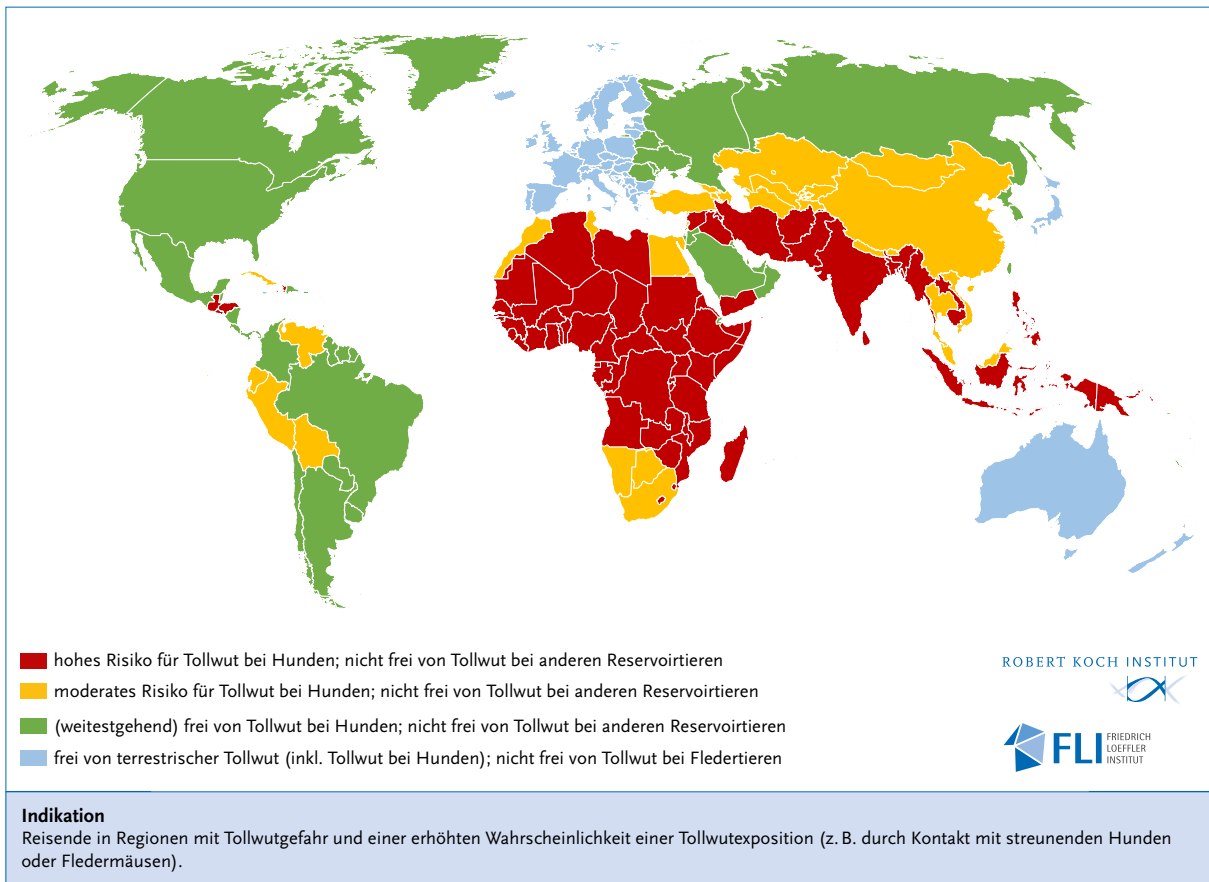 hohes Risiko für Tollwut bei Hunden; nicht frei von Tollwut bei anderen Reservoirtieren
moderates Risiko für Tollwut bei Hunden; nicht frei von Tollwut bei anderen Reservoirtieren
(weitestgehend) frei von Tollwut bei Hunden; nicht frei von Tollwut bei anderen Reservoirtieren
frei von terrestrischer Tollwut (inkl. Tollwut bei Hunden); nicht frei von Tollwut bei Fledertieren
ROBERT KOCH INSTITUT
FLI
FRIEDRICH
LOEFFLER
INSTITUT
Indikation
Reisende in Regionen mit Tollwutgefahr und einer erhöhten Wahrscheinlichkeit einer Tollwutexposition (z. B. durch Kontakt mit streunenden Hunden
oder Fledermäusen).